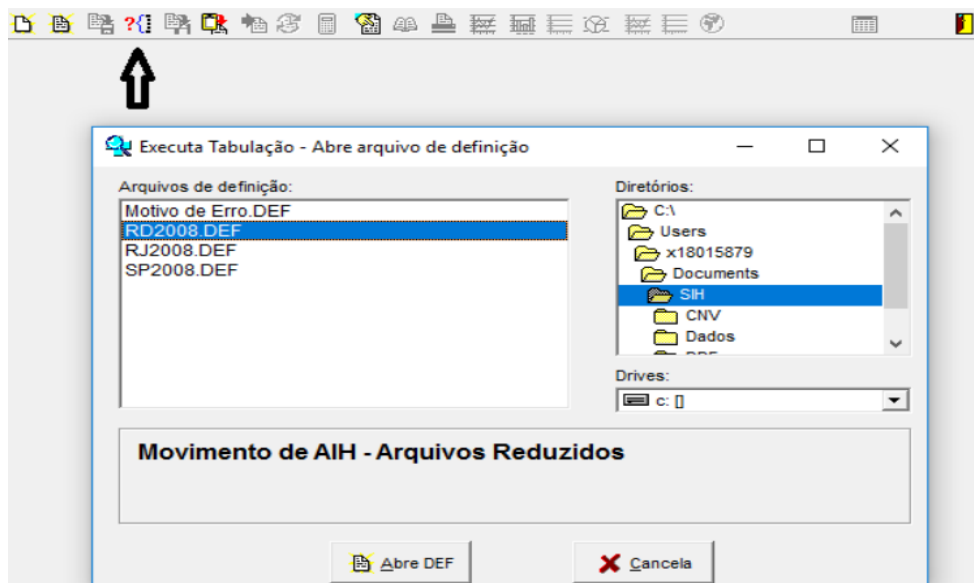 ?{}
Executa Tabulação - Abre arquivo de definição
Arquivos de definição:
Motivo de Erro.DEF
RD2008.DEF
RJ2008.DEF
SP2008.DEF
Diretórios:
C:\
Users
x18015879
Documents
SIH
CNV
Dados
Drives:
c: []
Movimento de AIH - Arquivos Reduzidos
Abre DEF
Cancela